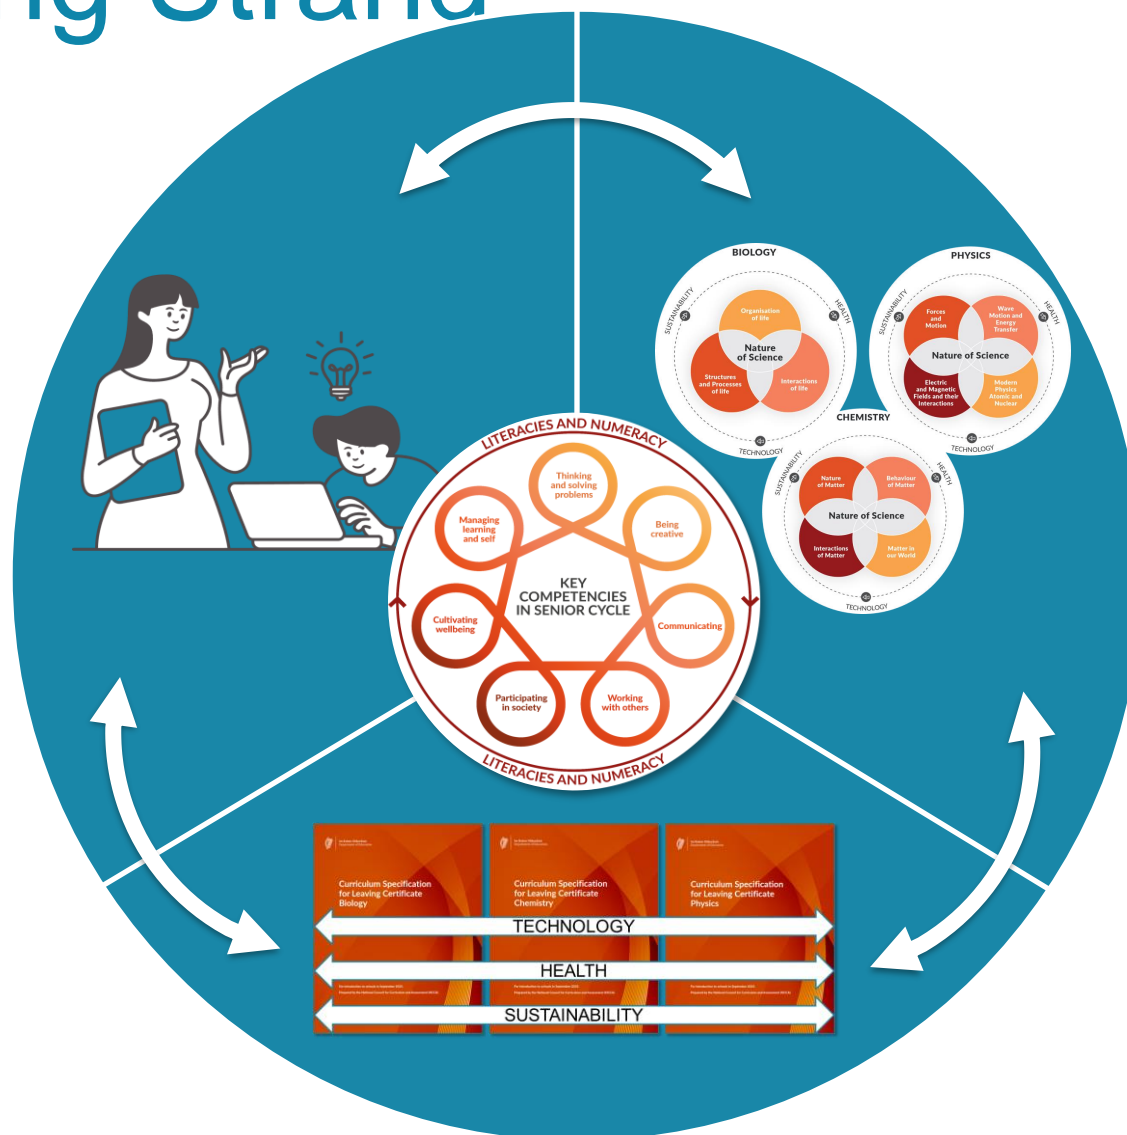 ng Strand
BIOLOGY
SUSTAINABILITY
HEALTH
Organisation
of life
Nature
of Science
Structures
and Processes
of life
Interactions
of life
TECHNOLOGY
PHYSICS
SUSTAINABILITY
HEALTH
Forces
and
Motion
Wave
Motion and
Energy
Transfer
Nature of Science
Electric
and Magnetic
Fields and their
Interactions
Modern
Physics
Atomic and
Nuclear
TECHNOLOGY
CHEMISTRY
SUSTAINABILITY
HEALTH
Nature
of Matter
Behaviour
of Matter
Nature of Science
Interactions
of Matter
Matter in
our World
TECHNOLOGY
LITERACIES AND NUMERACY
Thinking
and solving
problems
Managing
learning
and self
Being
creative
KEY
COMPETENCIES
IN SENIOR CYCLE
Cultivating
wellbeing
Communicating
Participating
in society
Working
with others
LITERACIES AND NUMERACY
Curriculum Specification
for Leaving Certificate
Biology
Curriculum Specification
for Leaving Certificate
Chemistry
Curriculum Specification
for Leaving Certificate
Physics
TECHNOLOGY
HEALTH
SUSTAINABILITY